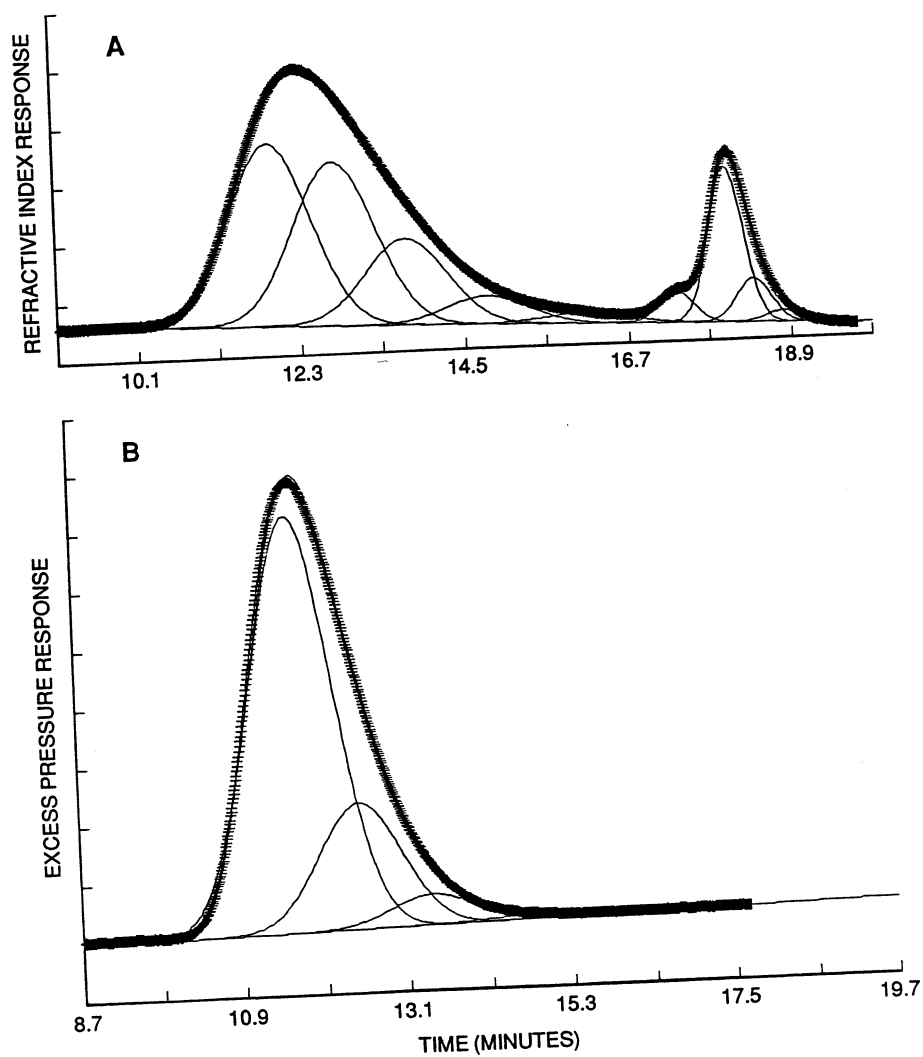 A
REFRACTIVE INDEX RESPONSE
10.1 12.3 14.5 16.7 18.9
B
EXCESS PRESSURE RESPONSE
8.7 10.9 13.1 15.3 17.5 19.7
TIME (MINUTES)